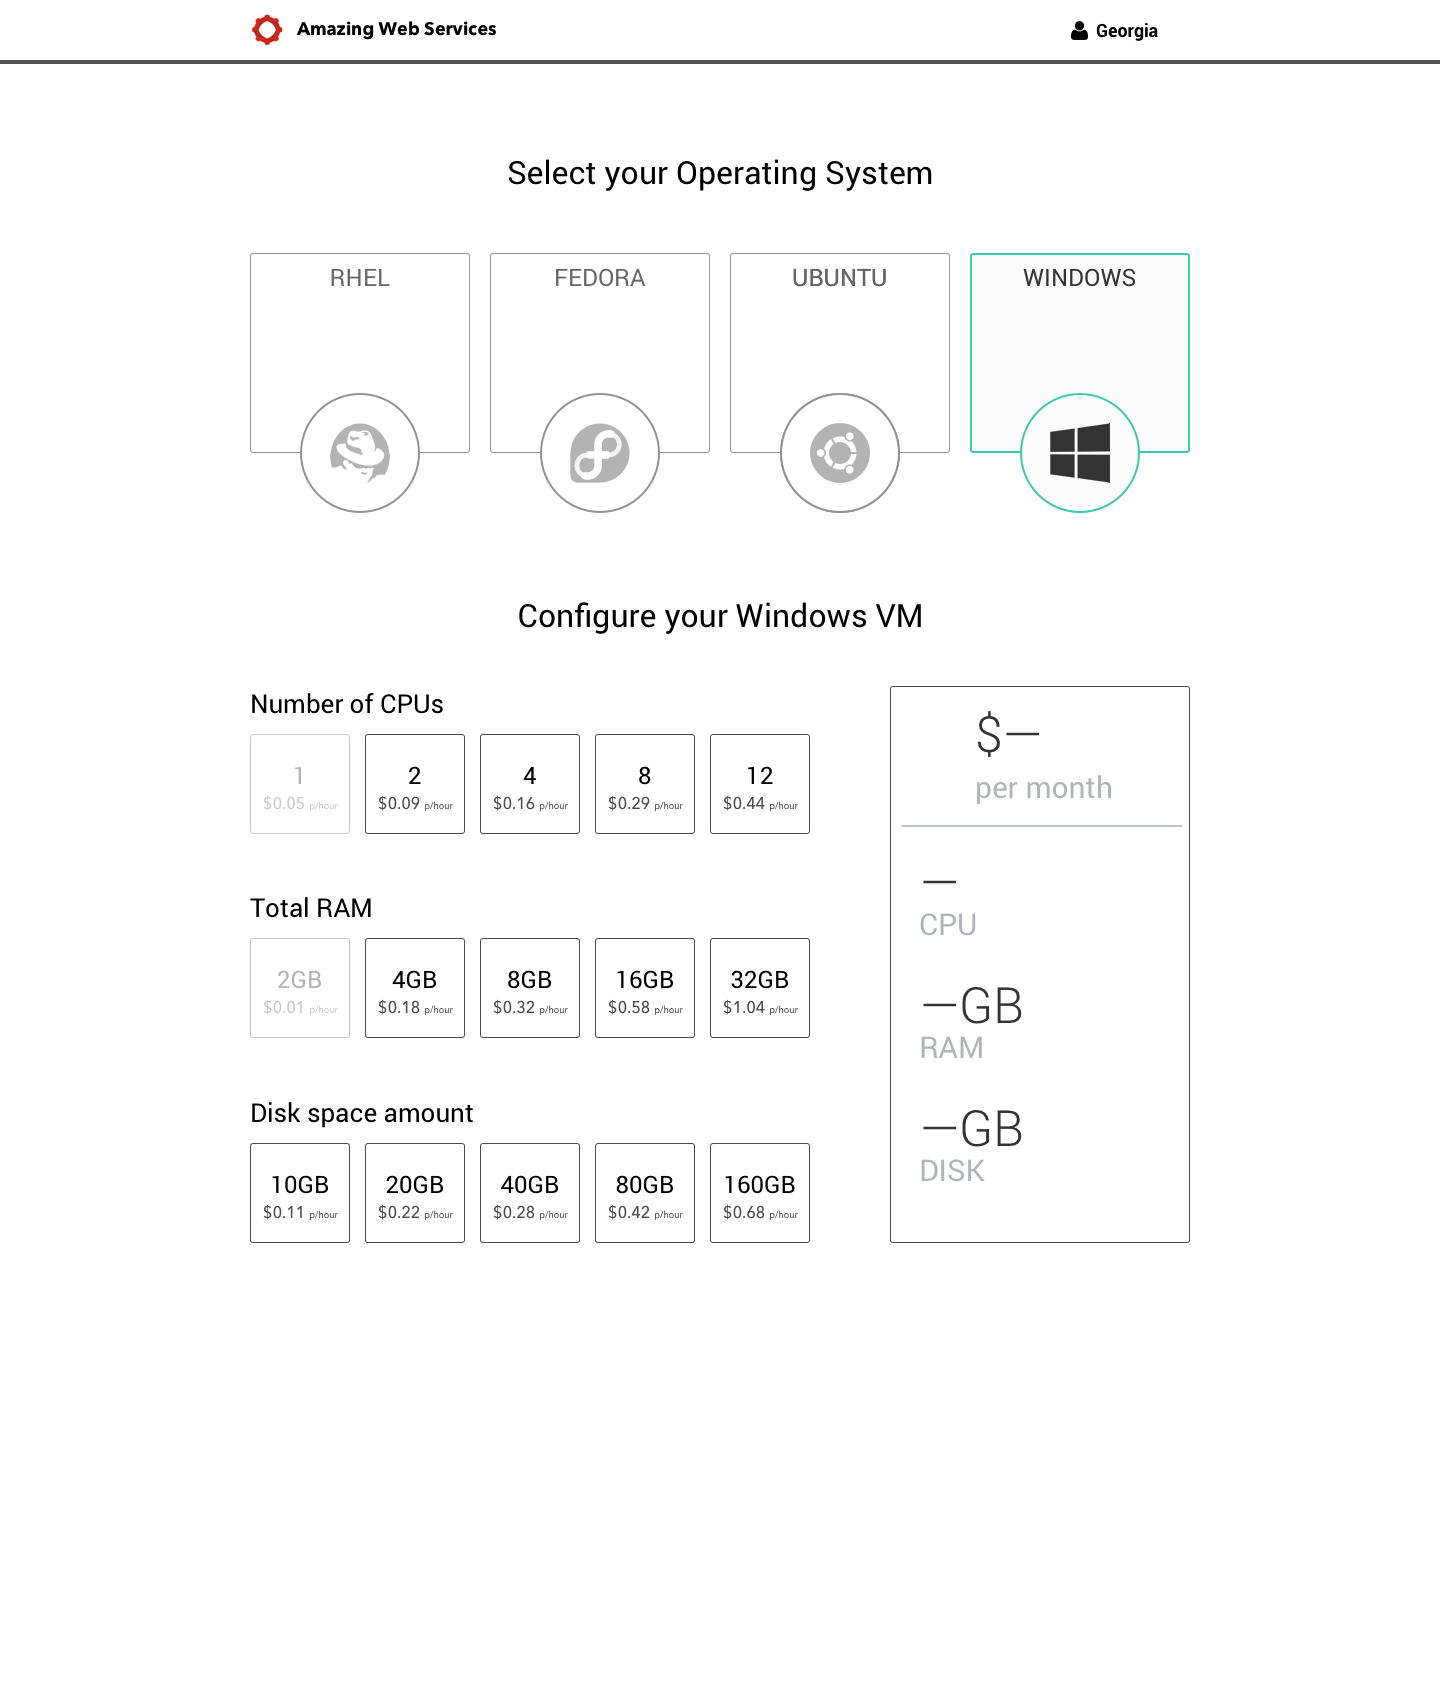 Amazing Web Services
Georgia
Select your Operating System
RHEL
FEDORA
UBUNTU
WINDOWS
Configure your Windows VM
Number of CPUs
1
$0.05 p/hour
2
$0.09 p/hour
4
$0.16 p/hour
8
$0.29 p/hour
12
$0.44 p/hour
Total RAM
2GB
$0.01 p/hour
4GB
$0.18 p/hour
8GB
$0.32 p/hour
16GB
$0.58 p/hour
32GB
$1.04 p/hour
Disk space amount
10GB
$0.11 p/hour
20GB
$0.22 p/hour
40GB
$0.28 p/hour
80GB
$0.42 p/hour
160GB
$0.68 p/hour
$—
per month
—
CPU
—GB
RAM
—GB
DISK